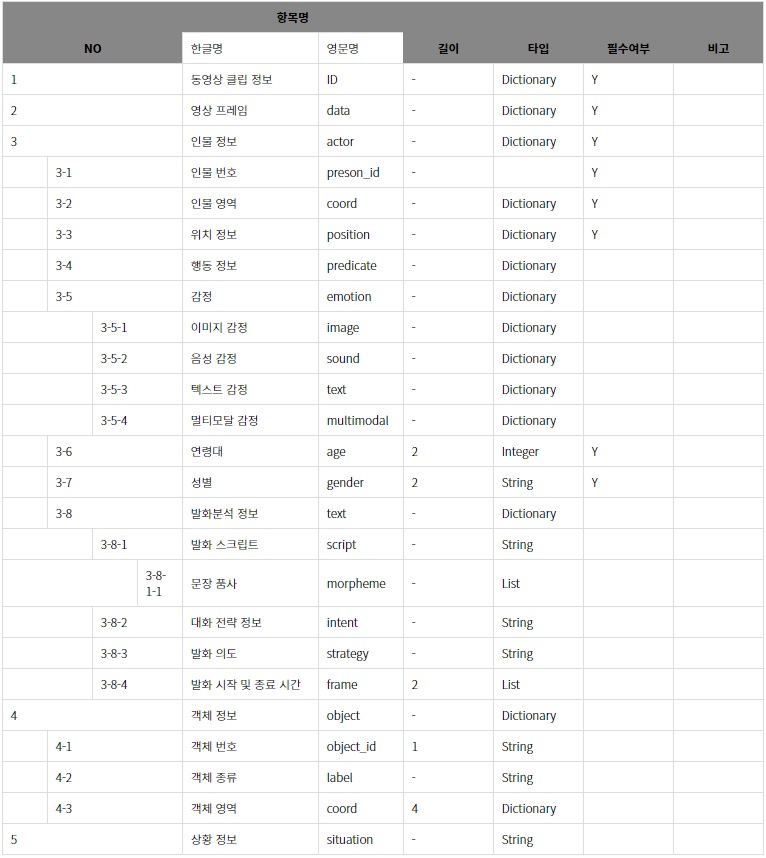 항목명
NO 한글명 영문명 길이 타입 필수여부 비고
1 동영상 클립 정보 ID - Dictionary Y
2 영상 프레임 data - Dictionary Y
3 인물 정보 actor - Dictionary Y
3-1 인물 번호 preson_id - Y
3-2 인물 영역 coord - Dictionary Y
3-3 위치 정보 position - Dictionary Y
3-4 행동 정보 predicate - Dictionary
3-5 감정 emotion - Dictionary
3-5-1 이미지 감정 image - Dictionary
3-5-2 음성 감정 sound - Dictionary
3-5-3 텍스트 감정 text - Dictionary
3-5-4 멀티모달 감정 multimodal - Dictionary
3-6 연령대 age 2 Integer Y
3-7 성별 gender 2 String Y
3-8 발화분석 정보 text - Dictionary
3-8-1 발화 스크립트 script - String
3-8-
1-1 문장 품사 morpheme - List
3-8-2 대화 전략 정보 intent - String
3-8-3 발화 의도 strategy - String
3-8-4 발화 시작 및 종료 시간 frame 2 List
4 객체 정보 object - Dictionary
4-1 객체 번호 object_id 1 String
4-2 객체 종류 label - String
4-3 객체 영역 coord 4 Dictionary
5 상황 정보 situation - String